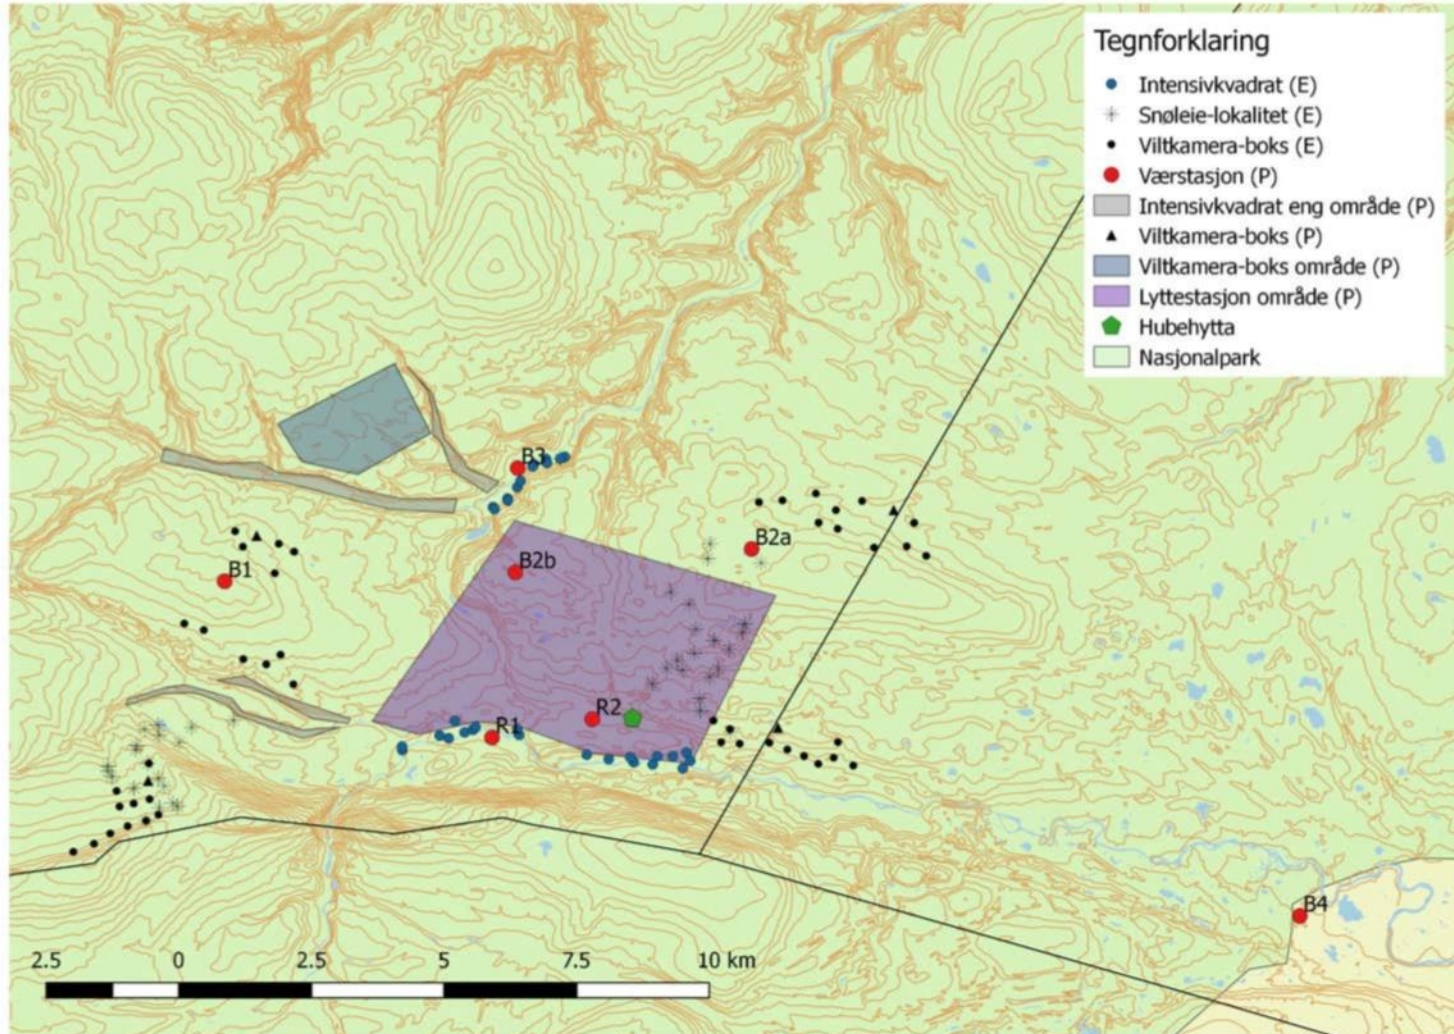 Tegnforklaring
Intensivkvadrat (E)
Snøleie-lokalitet (E)
Viltkamera-boks (E)
Værstasjon (P)
Intensivkvadrat eng område (P)
Viltkamera-boks (P)
Viltkamera-boks område (P)
Lyttestasjon område (P)
Hubehytta
Nasjonalpark
B3
B2a
B2b
B1
R2
R1
B4
2.5 0 2.5 5 7.5 10 km